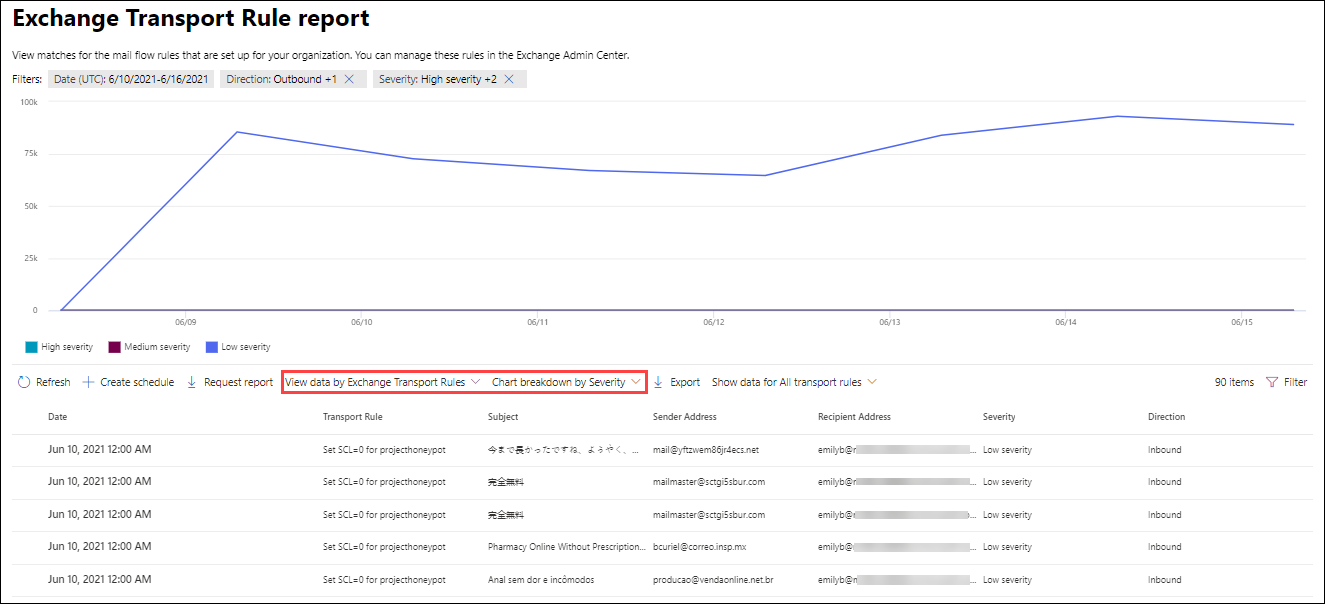 Exchange Transport Rule report
View matches for the mail flow rules that are set up for your organization. You can manage these rules in the Exchange Admin Center.
Filters: Date (UTC): 6/10/2021-6/16/2021 Direction: Outbound +1 Severity: High severity +2
100k
75k
50k
25k
0
06/09 06/10 06/11 06/12 06/13 06/14 06/15
High severity Medium severity Low severity
Refresh Create schedule Request report View data by Exchange Transport Rules Chart breakdown by Severity Export Show data for All transport rules 90 items Filter
Date Transport Rule Subject Sender Address Recipient Address Severity Direction
Jun 10, 2021 12:00 AM Set SCL=0 for projecthoneypot 今まで長かったですね、ようやく、... mail@yftzwem86jr4ecs.net emilyb@ ... Low severity Inbound
Jun 10, 2021 12:00 AM Set SCL=0 for projecthoneypot 完全無料 mailmaster@sctgi5sbur.com emilyb@ ... Low severity Inbound
Jun 10, 2021 12:00 AM Set SCL=0 for projecthoneypot 完全無料 mailmaster@sctgi5sbur.com emilyb@ ... Low severity Inbound
Jun 10, 2021 12:00 AM Set SCL=0 for projecthoneypot Pharmacy Online Without Prescription... bcuriel@correo.insp.mx emilyb@ ... Low severity Inbound
Jun 10, 2021 12:00 AM Set SCL=0 for projecthoneypot Anal sem dor e incômodos producao@vendaonline.net.br emilyb@ ... Low severity Inbound